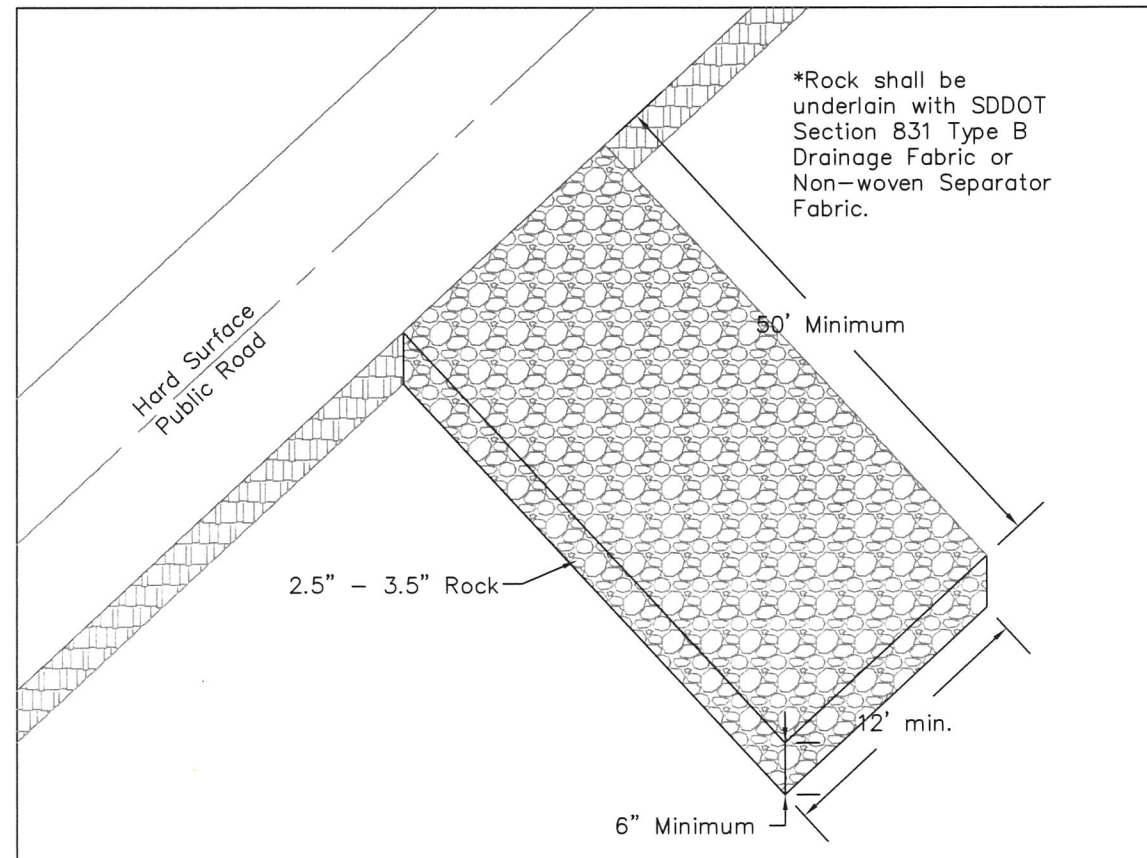 *Rock shall be
underlain with SDDOT
Section 831 Type B
Drainage Fabric or
Non-woven Separator
Fabric.
50' Minimum
Hard Surface
Public Road
2.5" - 3.5" Rock
12' min.
6" Minimum